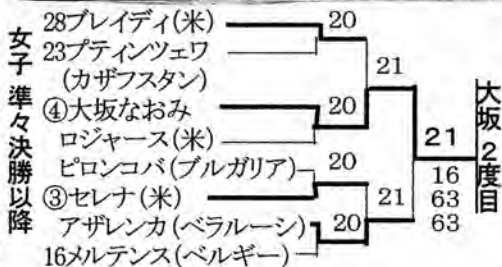 女子 準々決勝以降
28ブレイディ(米)
23プティンツェワ
(カザフスタン)
④大坂なおみ
ロジャース(米)
ピロンコバ(ブルガリア)
③セレナ(米)
アザレンカ(ベラルーシ)
16メルテンス(ベルギー)
20
20
20
20
21
21
21
16
63
63
大坂 2度目